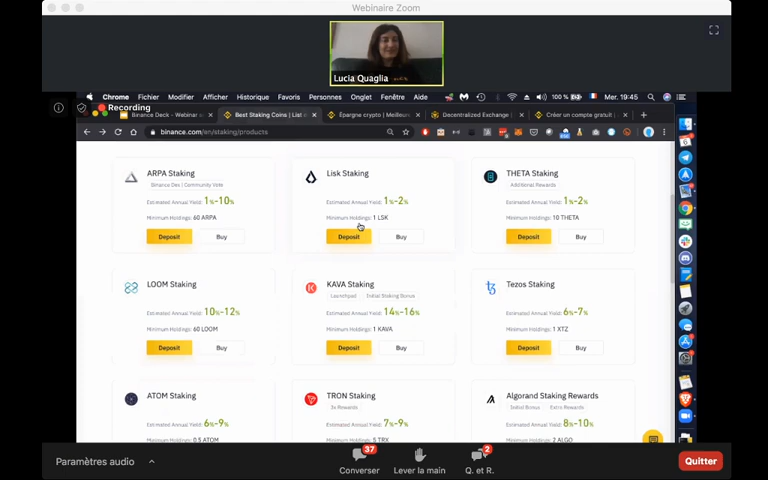 Webinaire Zoom
Lucia Quaglia
Chrome Fichier Modifier Afficher Historique Favoris Personnes Onglet Fenêtre Aide 100 % Mer. 19:45
Recording
Binance Deck - Webinar
Best Staking Coins | List
Épargne crypto | Meilleur
Decentralized Exchange
Créer un compte gratuit
binance.com/en/staking/products
ARPA Staking
Binance Dex | Community Vote
Estimated Annual Yield: 1%-10%
Minimum Holdings: 60 ARPA
Deposit
Buy
Lisk Staking
Estimated Annual Yield: 1%-2%
Minimum Holdings: 1 LSK
Deposit
Buy
THETA Staking
Additional Rewards
Estimated Annual Yield: 1%-2%
Minimum Holdings: 10 THETA
Deposit
Buy
LOOM Staking
Estimated Annual Yield: 10%-12%
Minimum Holdings: 60 LOOM
Deposit
Buy
KAVA Staking
Launchpad
Initial Staking Bonus
Estimated Annual Yield: 14%-16%
Minimum Holdings: 1 KAVA
Deposit
Buy
Tezos Staking
Estimated Annual Yield: 6%-7%
Minimum Holdings: 1 XTZ
Deposit
Buy
ATOM Staking
Estimated Annual Yield: 6%-9%
Minimum Holdings: 0.5 ATOM
TRON Staking
3x Rewards
Estimated Annual Yield: 7%-9%
Minimum Holdings: 5 TRX
Algorand Staking Rewards
Initial Bonus
Extra Rewards
Estimated Annual Yield: 8%-10%
Minimum Holdings: 2 ALGO
Paramètres audio
37
Converser
Lever la main
2
Q. et R.
Quitter